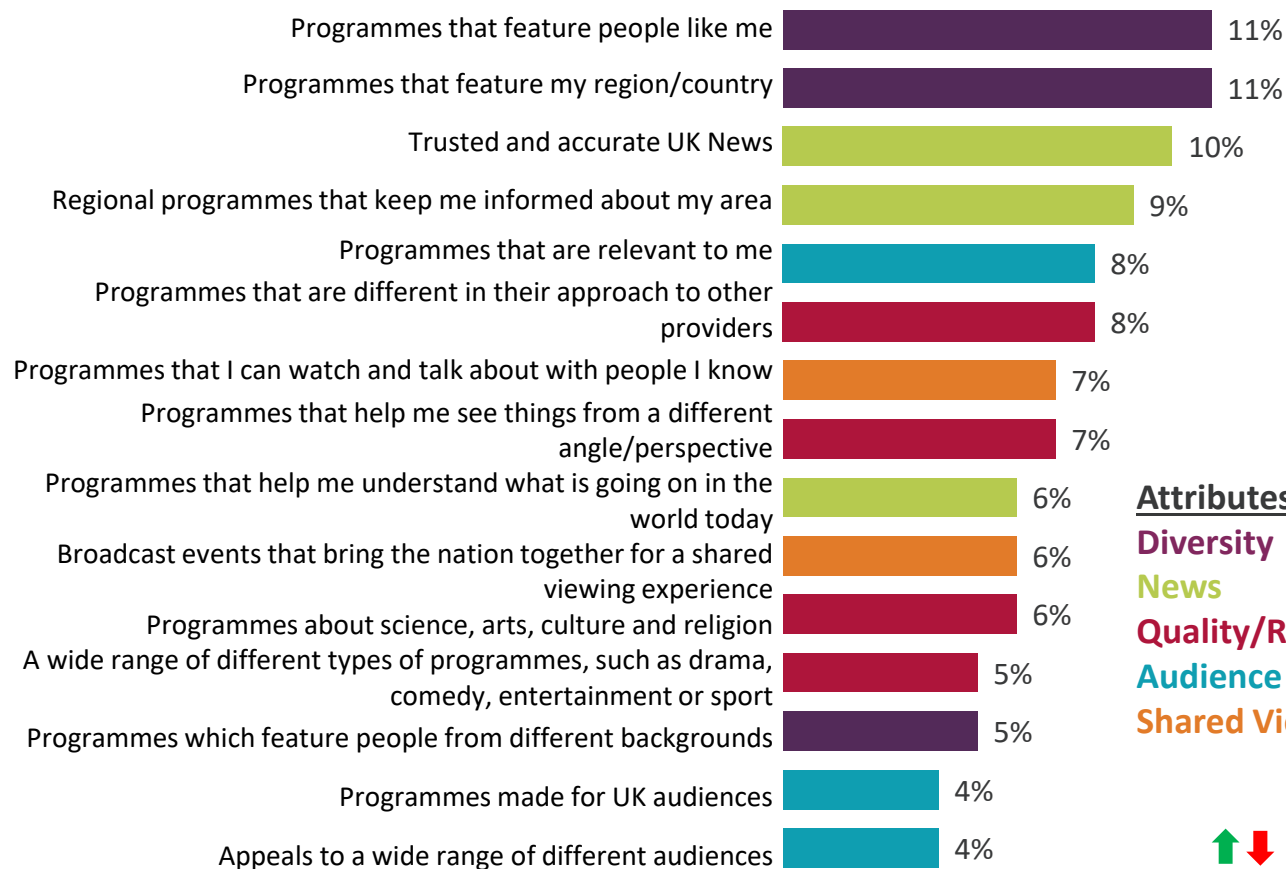 Programmes that feature people like me 11%
Programmes that feature my region/country 11%
Trusted and accurate UK News 10%
Regional programmes that keep me informed about my area 9%
Programmes that are relevant to me 8%
Programmes that are different in their approach to other
providers 8%
Programmes that I can watch and talk about with people I know 7%
Programmes that help me see things from a different
angle/perspective 7%
Programmes that help me understand what is going on in the
world today 6%
Broadcast events that bring the nation together for a shared
viewing experience 6%
Programmes about science, arts, culture and religion 6%
A wide range of different types of programmes, such as drama,
comedy, entertainment or sport 5%
Programmes which feature people from different backgrounds 5%
Programmes made for UK audiences 4%
Appeals to a wide range of different audiences 4%
Attributes
Diversity
News
Quality/R
Audience
Shared Vi